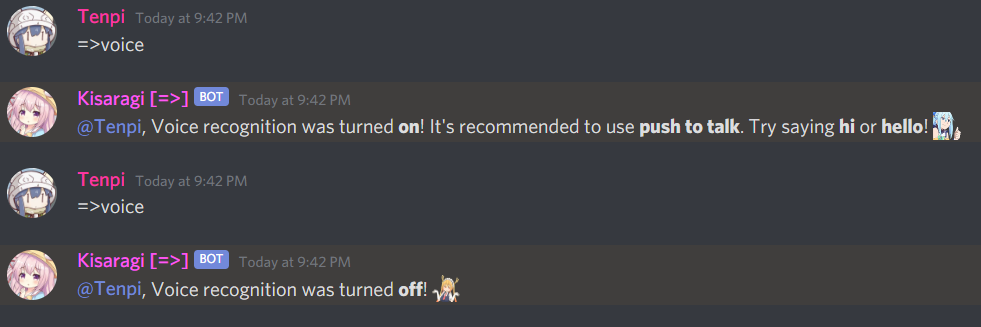 Tenpi Today at 9:42 PM
=>voice
Kisaragi [=>] BOT Today at 9:42 PM
@Tenpi, Voice recognition was turned on! It's recommended to use push to talk. Try saying hi or hello!
Tenpi Today at 9:42 PM
=>voice
Kisaragi [=>] BOT Today at 9:42 PM
@Tenpi, Voice recognition was turned off!